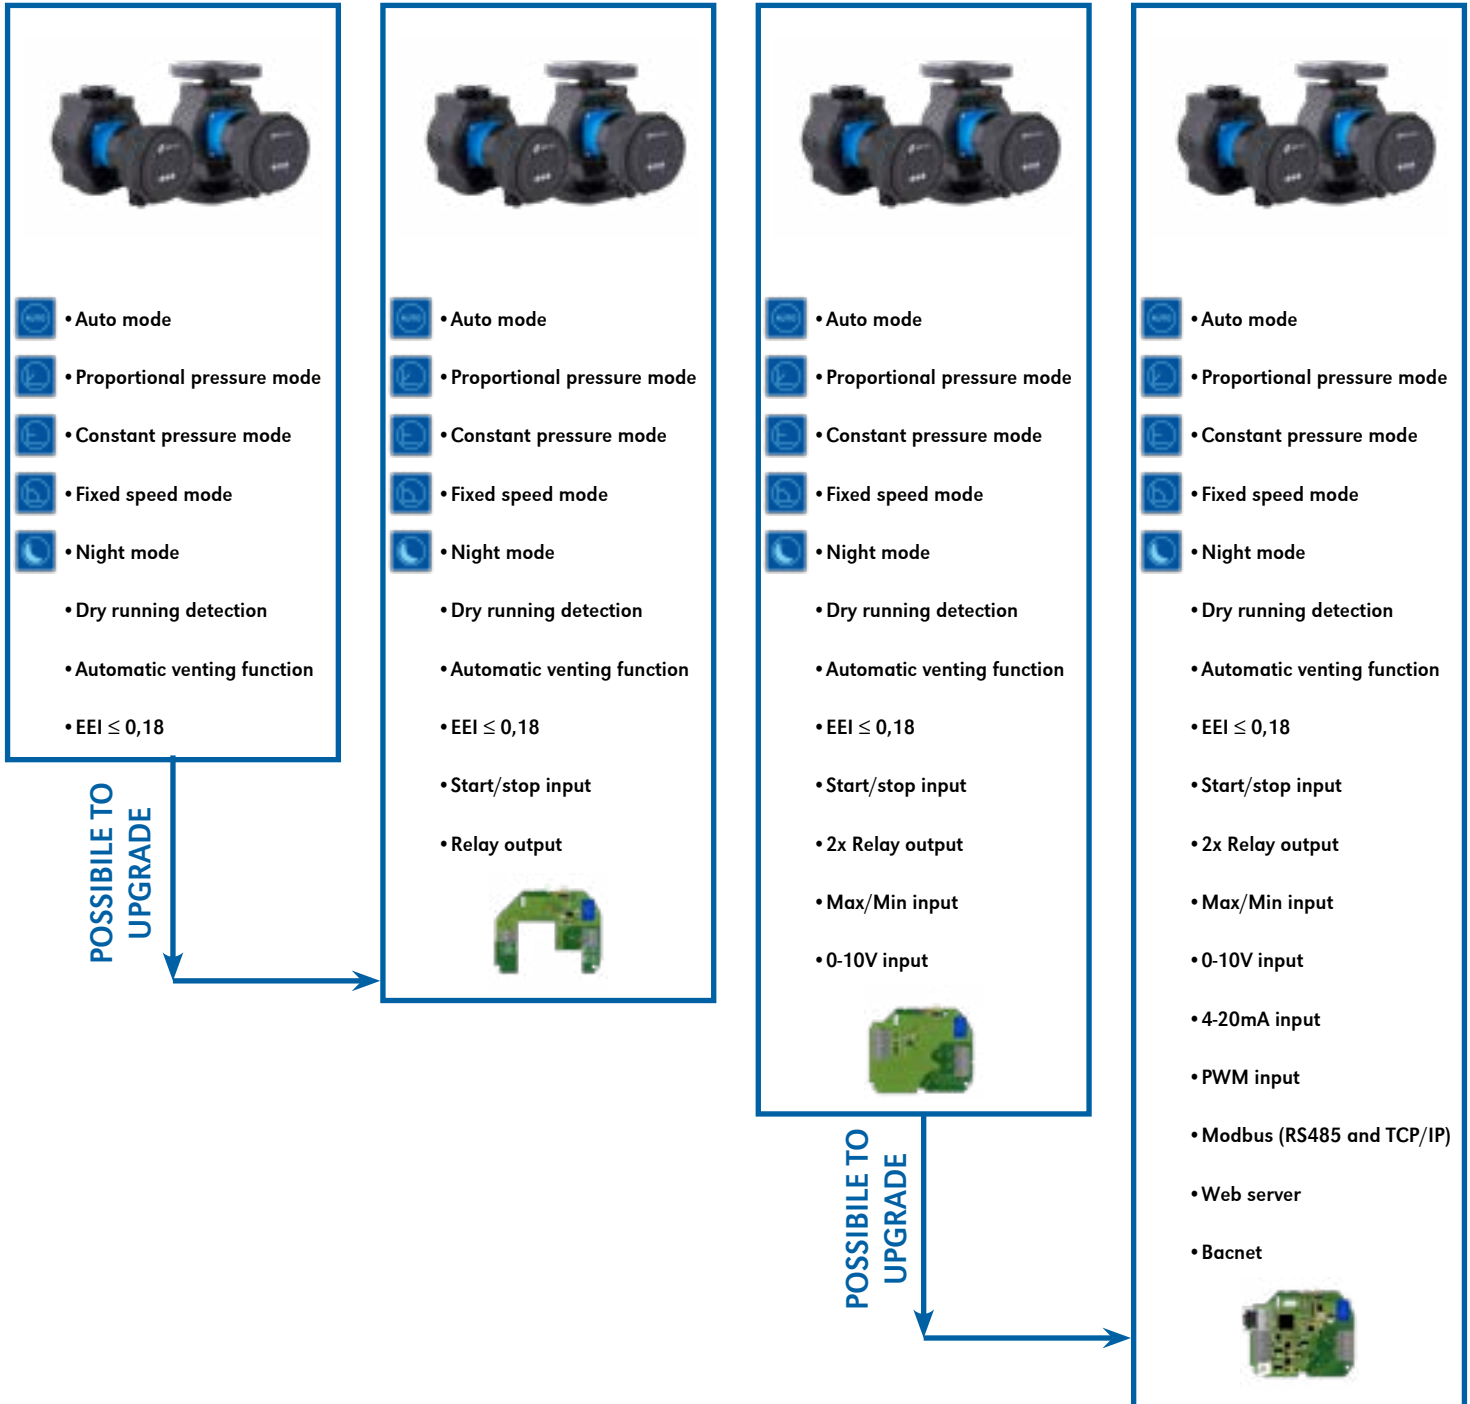 • Auto mode
• Proportional pressure mode
• Constant pressure mode
• Fixed speed mode
• Night mode
• Dry running detection
• Automatic venting function
• EEI ≤ 0,18
POSSIBILE TO
UPGRADE
• Auto mode
• Proportional pressure mode
• Constant pressure mode
• Fixed speed mode
• Night mode
• Dry running detection
• Automatic venting function
• EEI ≤ 0,18
• Start/stop input
• Relay output
• Auto mode
• Proportional pressure mode
• Constant pressure mode
• Fixed speed mode
• Night mode
• Dry running detection
• Automatic venting function
• EEI ≤ 0,18
• Start/stop input
• 2x Relay output
• Max/Min input
• 0-10V input
POSSIBILE TO
UPGRADE
• Auto mode
• Proportional pressure mode
• Constant pressure mode
• Fixed speed mode
• Night mode
• Dry running detection
• Automatic venting function
• EEI ≤ 0,18
• Start/stop input
• 2x Relay output
• Max/Min input
• 0-10V input
• 4-20mA input
• PWM input
• Modbus (RS485 and TCP/IP)
• Web server
• Bacnet